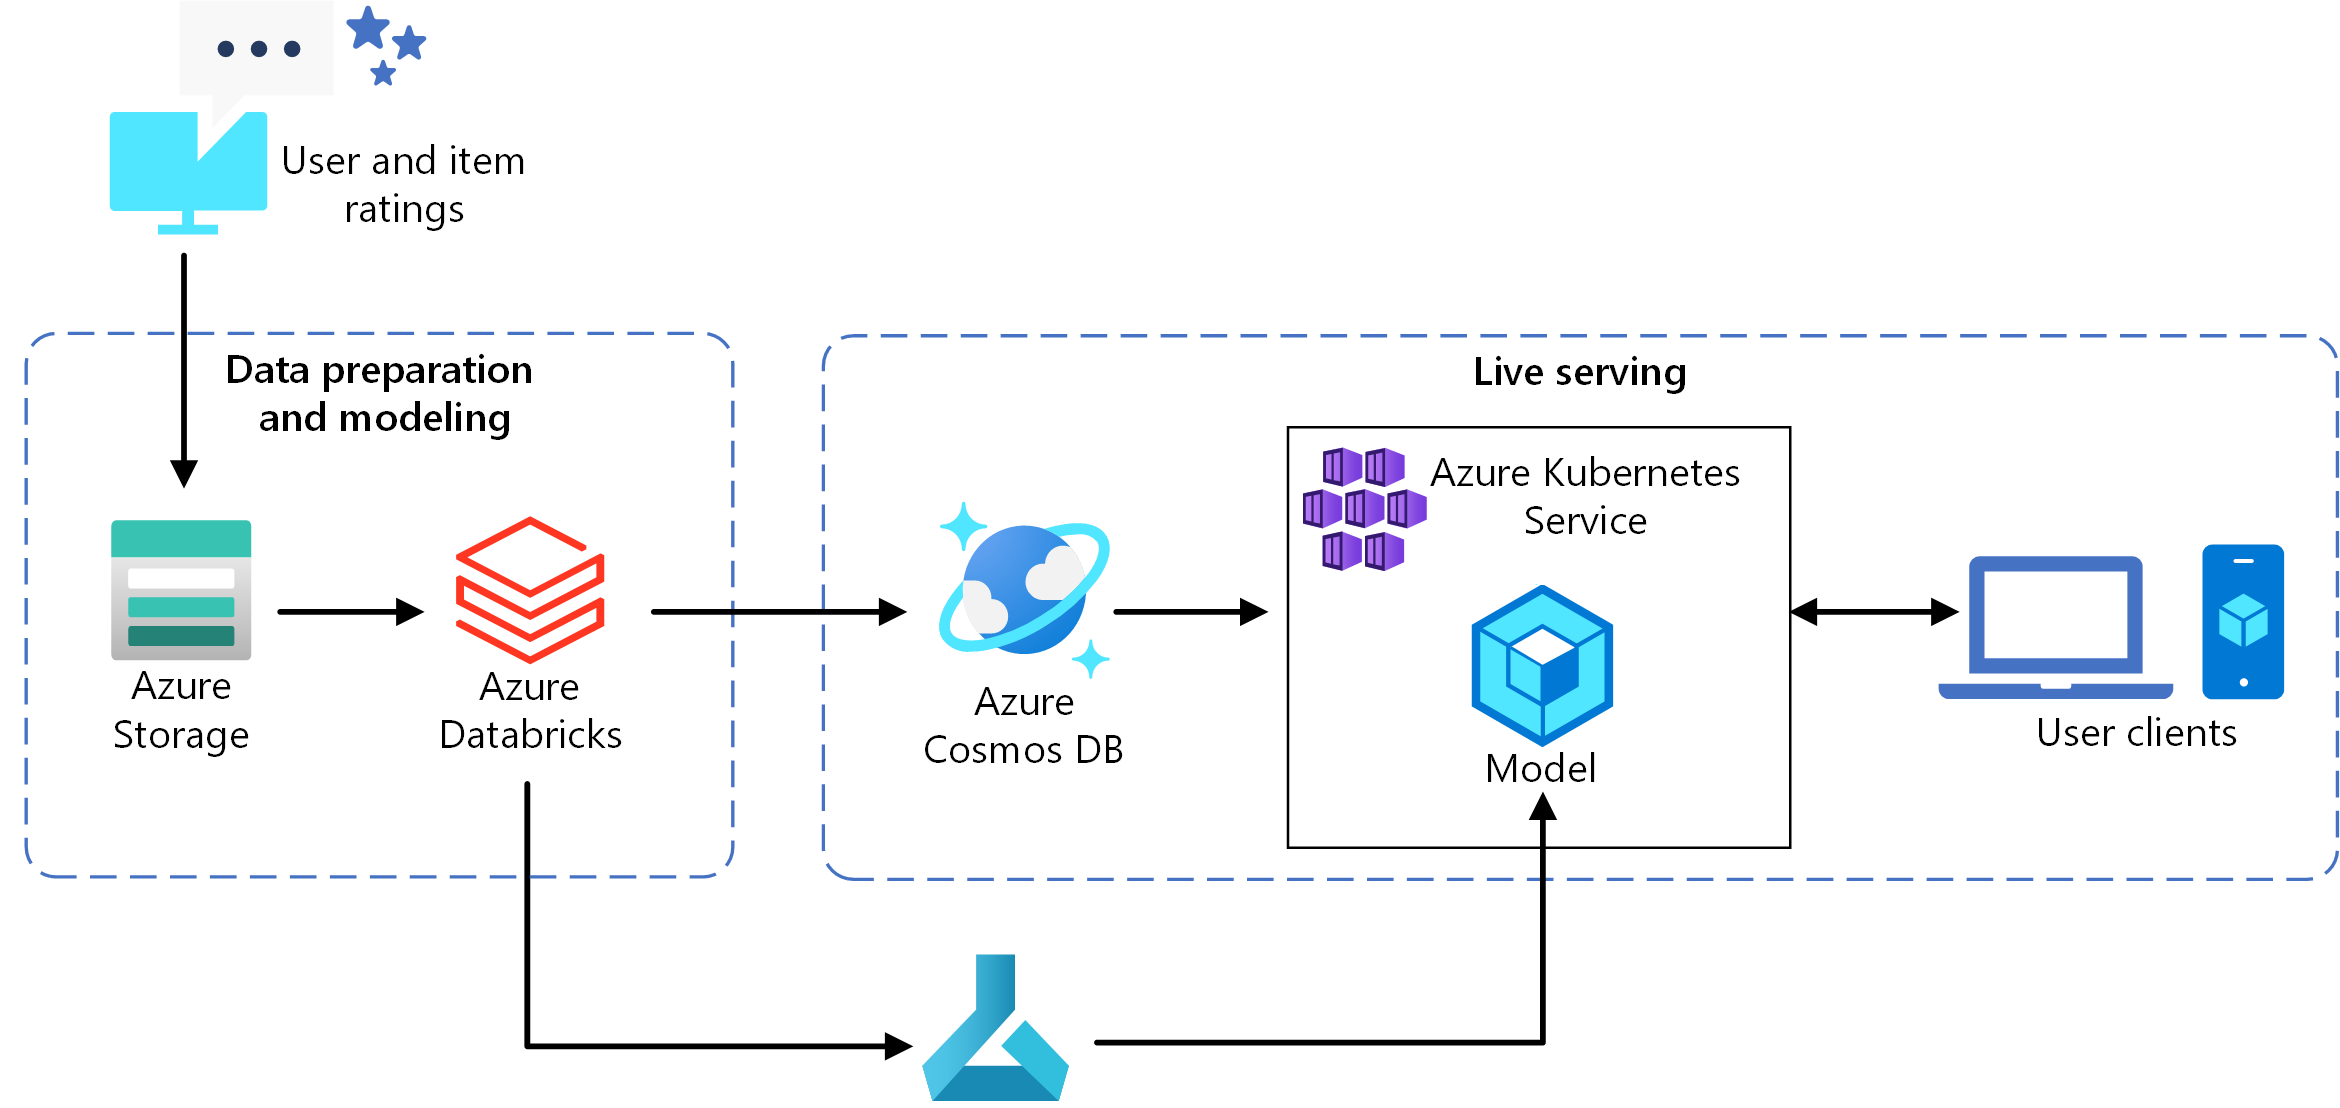 User and item
ratings
Data preparation
and modeling
Live serving
Azure Kubernetes
Service
Azure
Storage
Azure
Databricks
Azure
Cosmos DB
Model
User clients